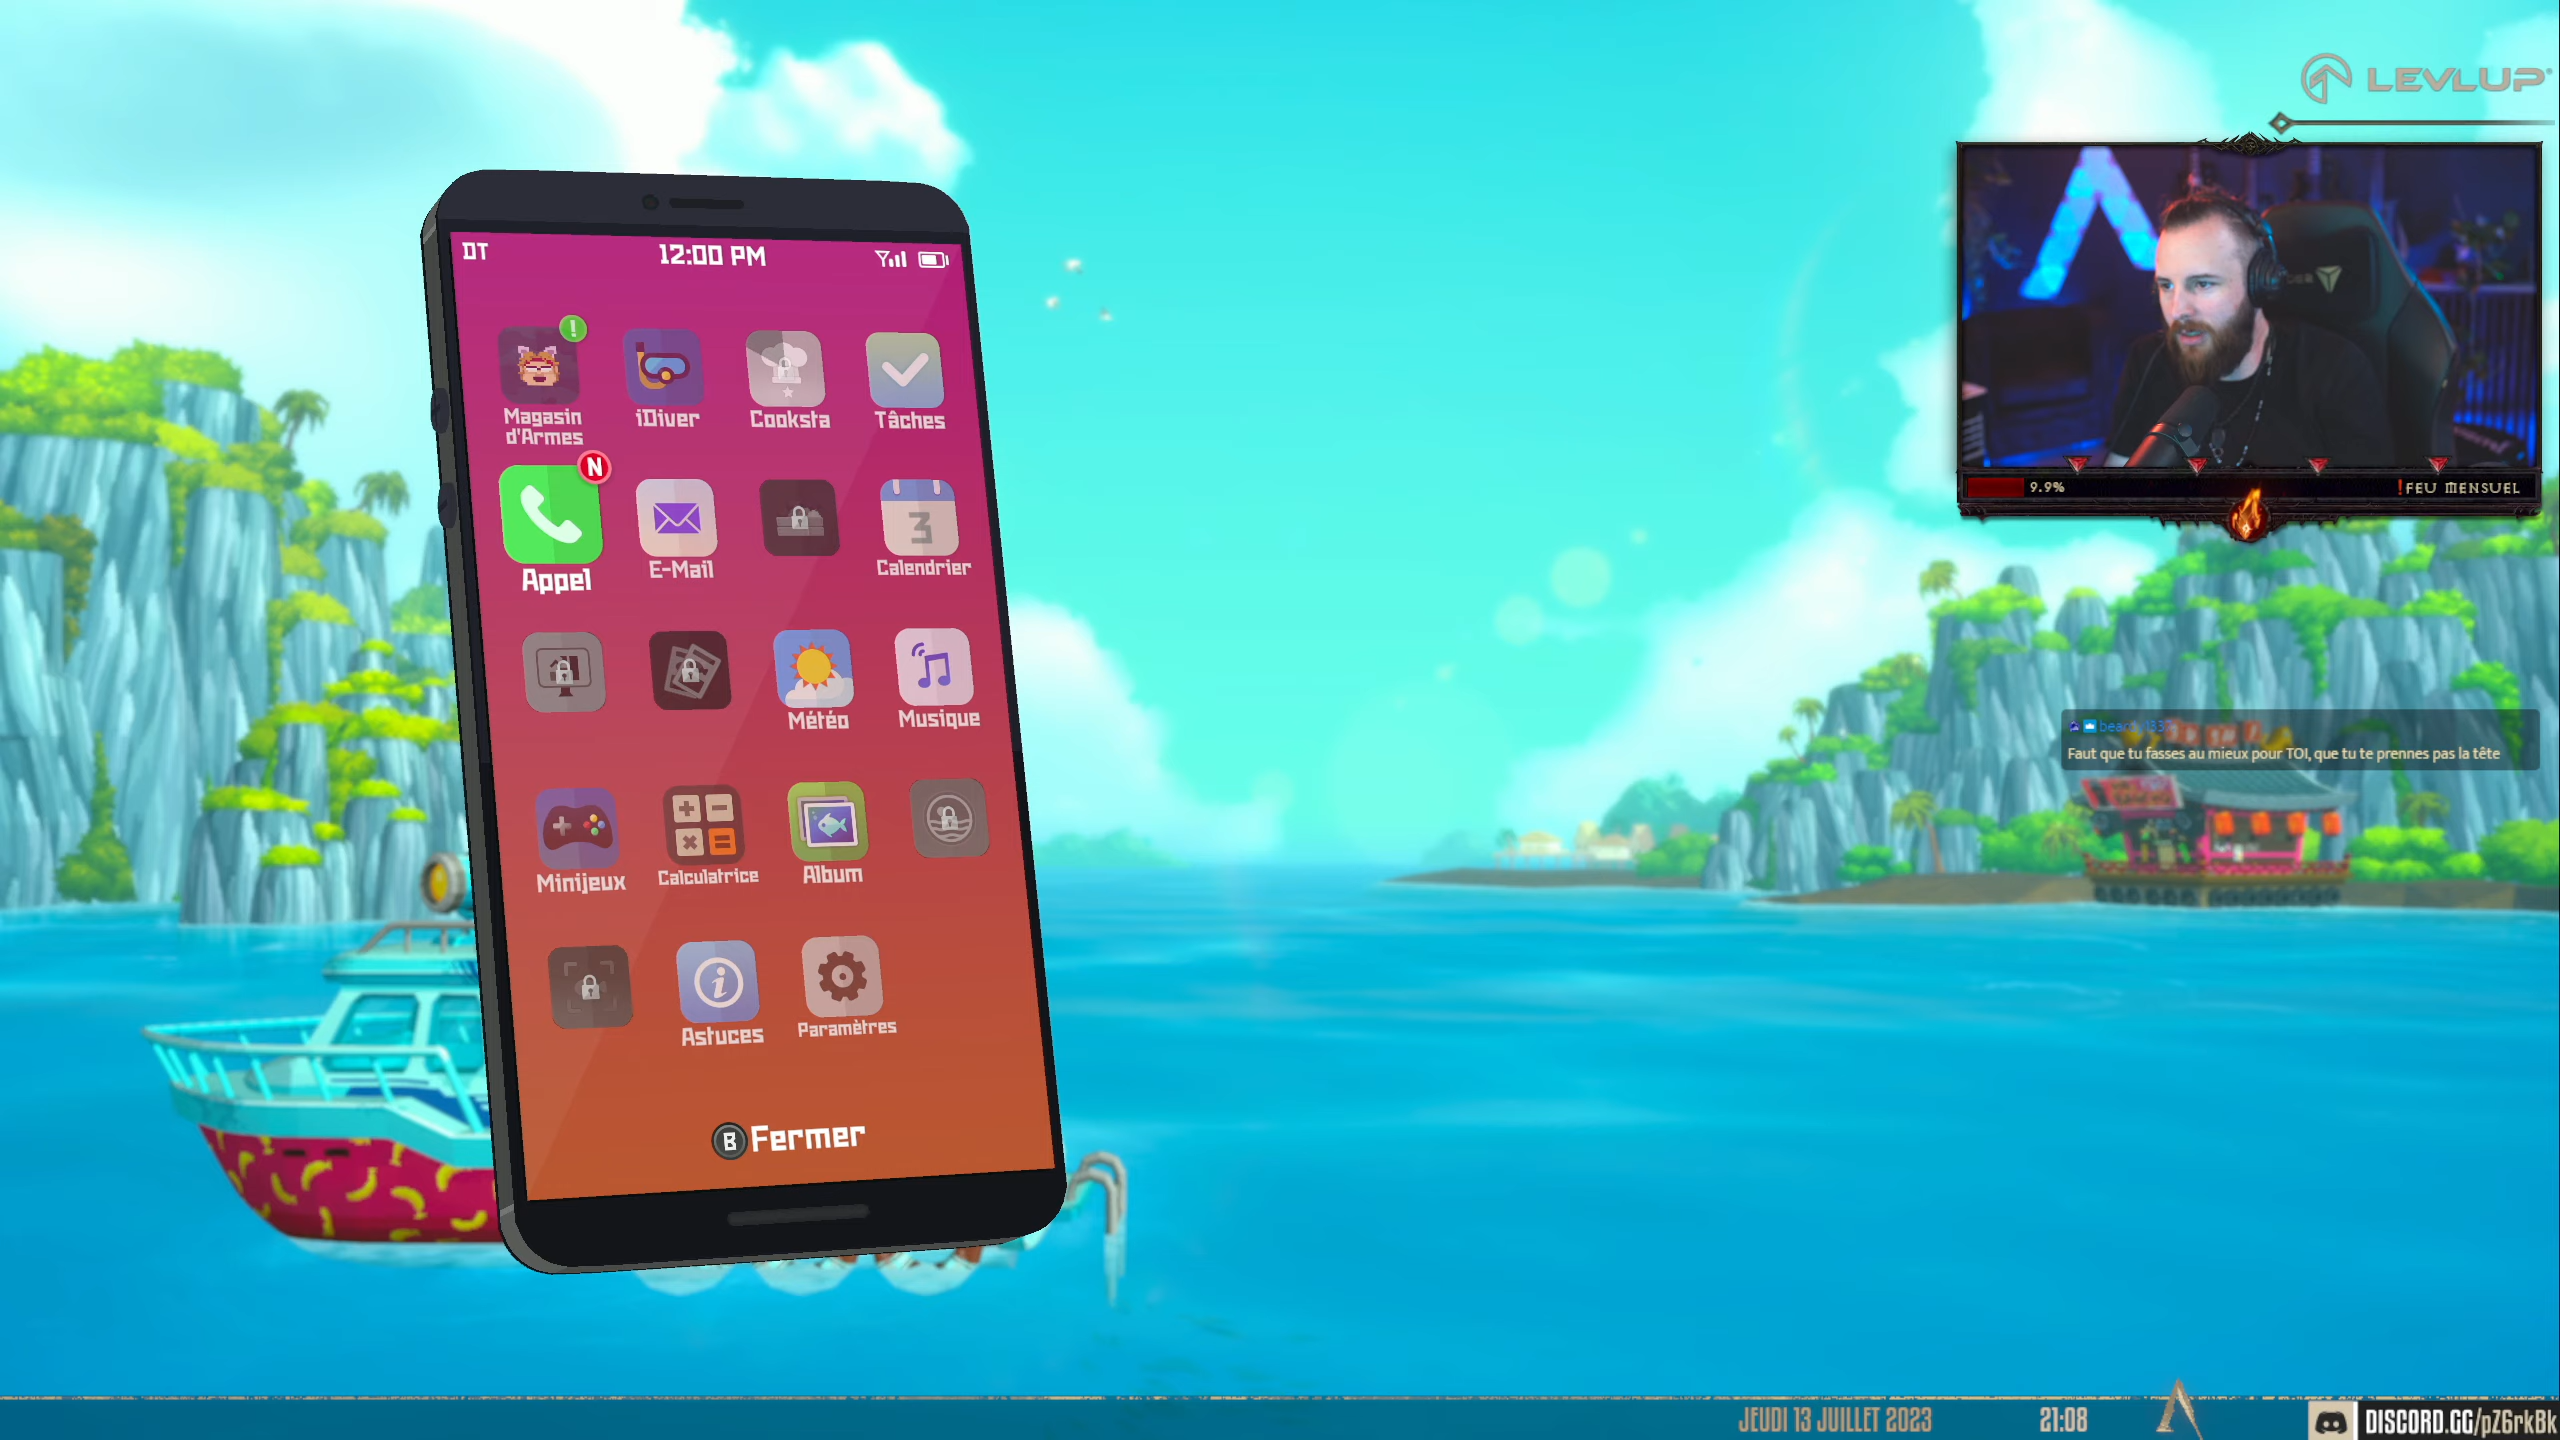 LEVLUP
DT
12:00 PM
Magasin
d'Armes
iDiver
Cooksta
Tâches
N
Appel
E-Mail
3
Calendrier
Météo
Musique
Minijeux
Calculatrice
Album
Astuces
Paramètres
B Fermer
9.9%
!FEU MENSUEL
Faut que tu fasses au mieux pour TOI, que tu te prennes pas la tête
JEUDI 13 JUILLET 2023
21:08
DISCORD.GG/pZ6rkBk